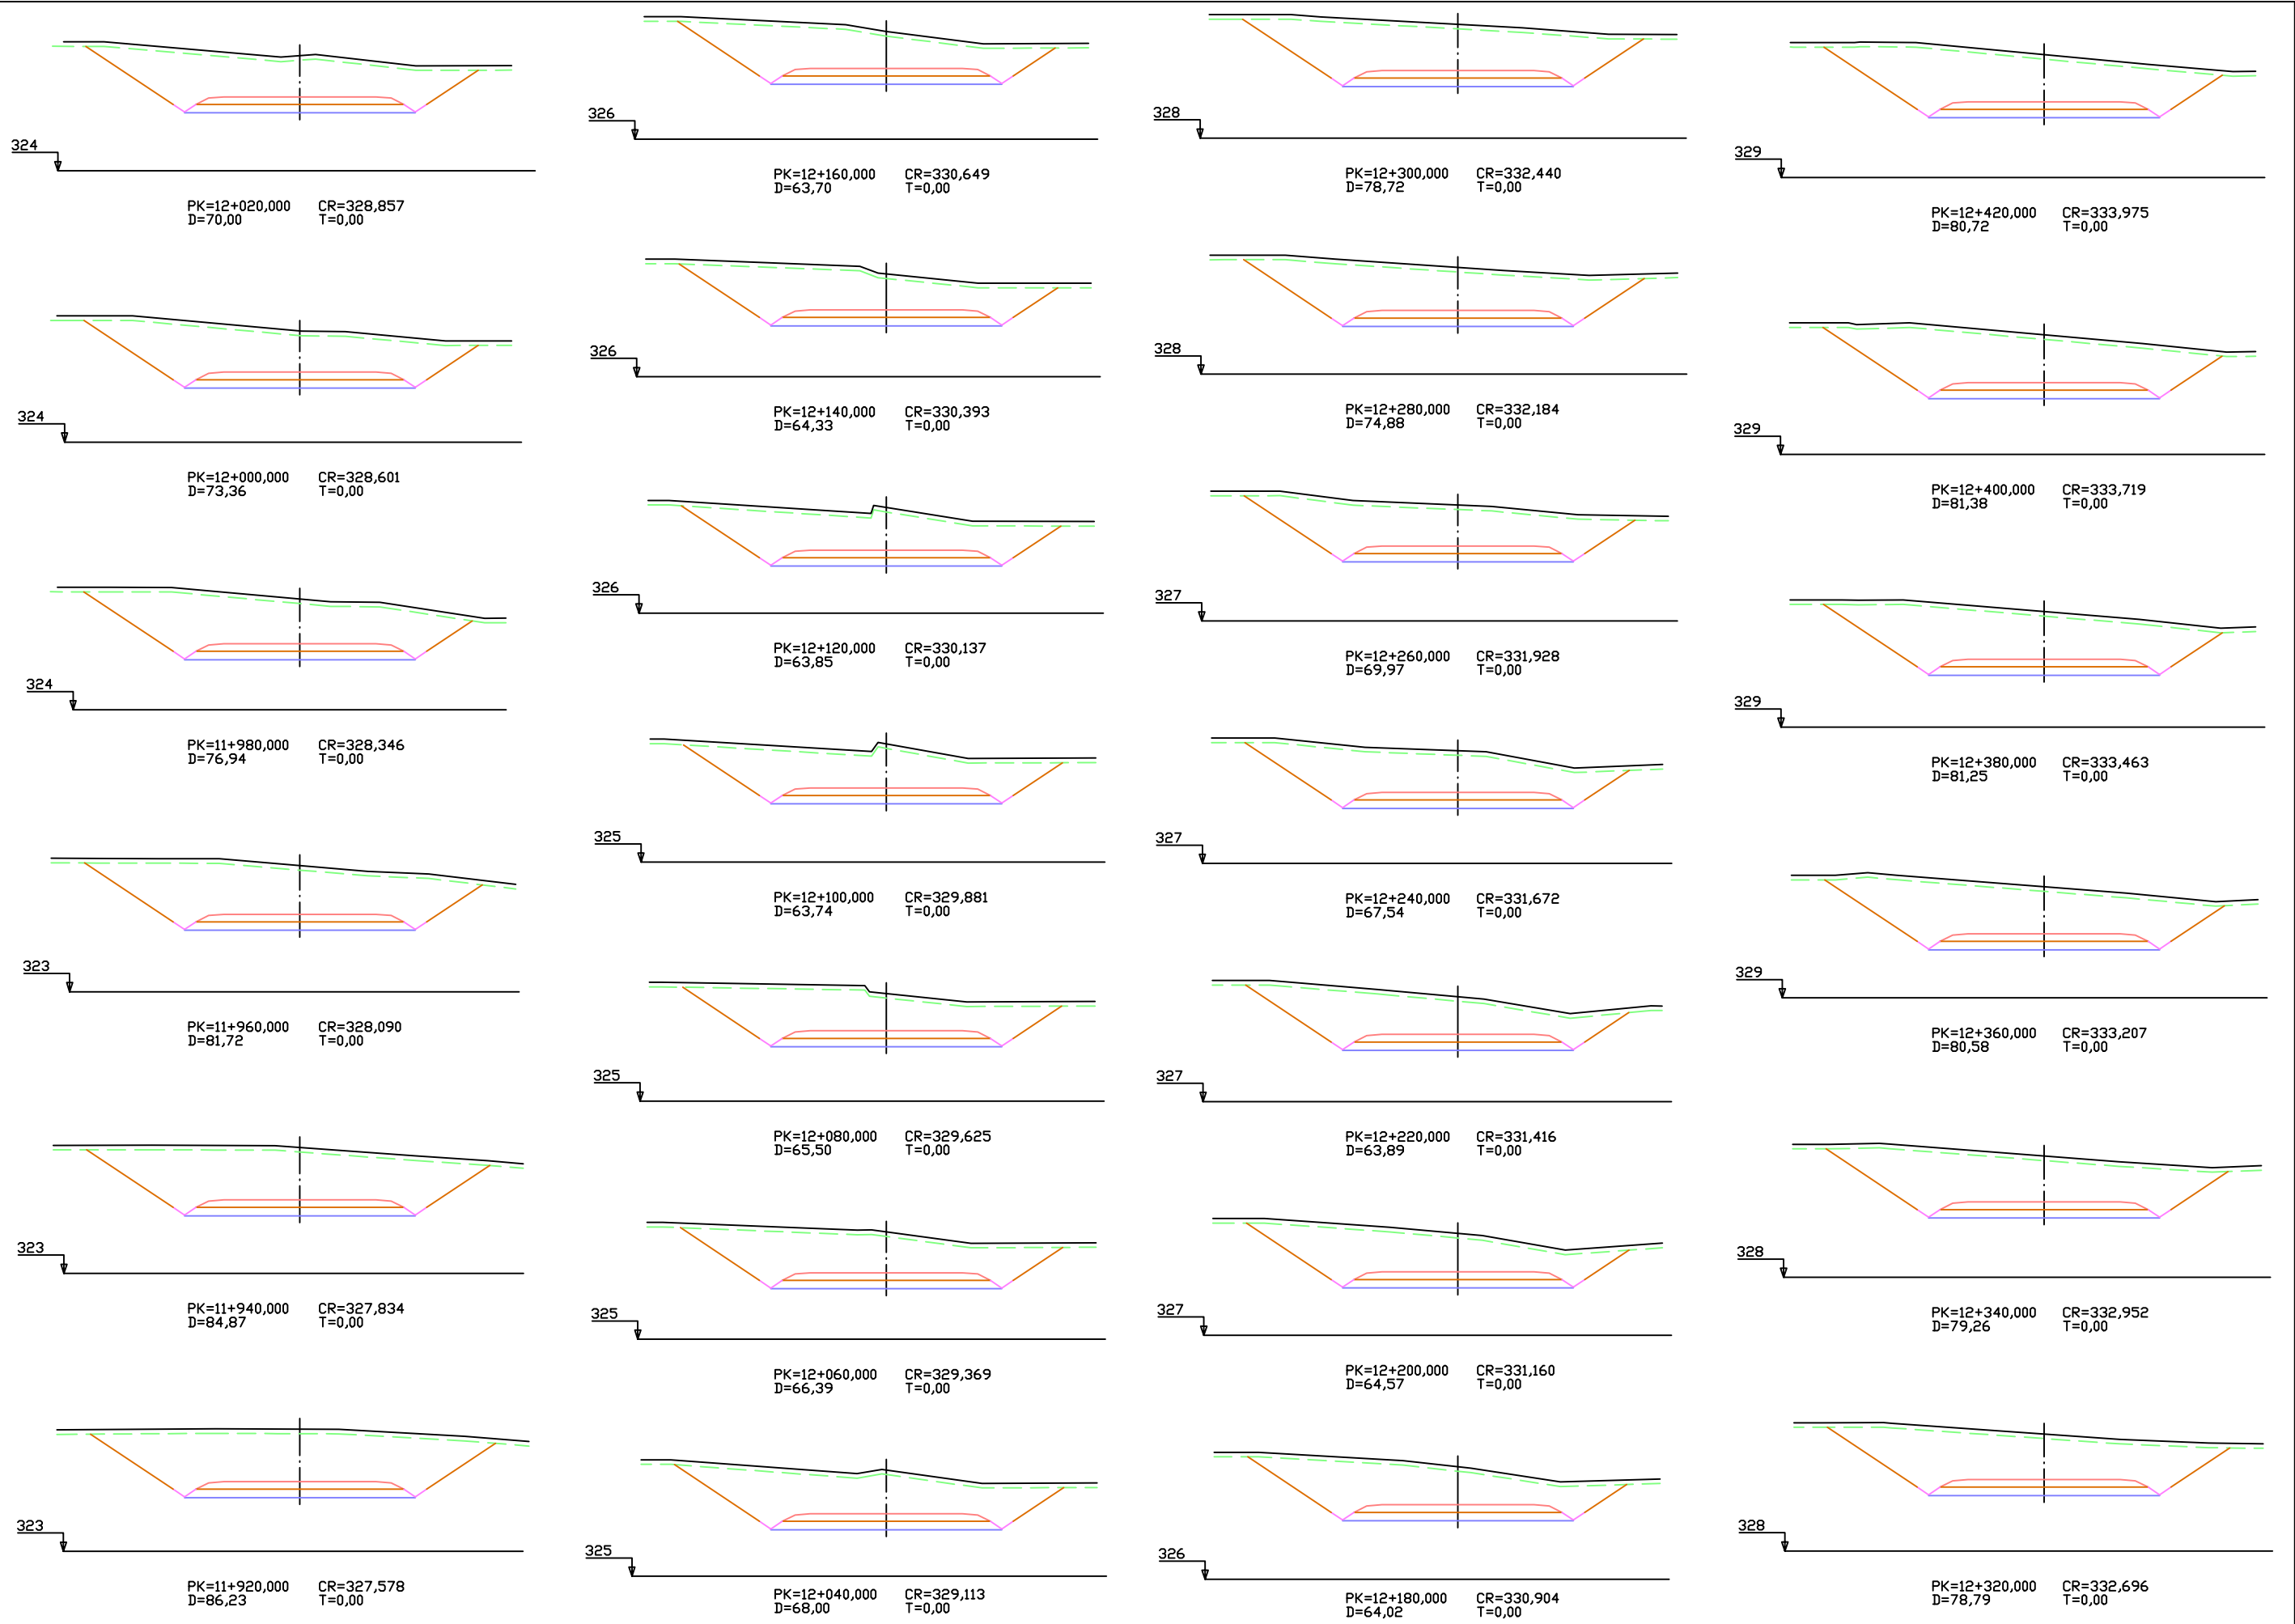 324
PK=12+020,000 CR=328,857
D=70,00 T=0,00
324
PK=12+000,000 CR=328,601
D=73,36 T=0,00
324
PK=11+980,000 CR=328,346
D=76,94 T=0,00
323
PK=11+960,000 CR=328,090
D=81,72 T=0,00
323
PK=11+940,000 CR=327,834
D=84,87 T=0,00
323
PK=11+920,000 CR=327,578
D=86,23 T=0,00
326
PK=12+160,000 CR=330,649
D=63,70 T=0,00
326
PK=12+140,000 CR=330,393
D=64,33 T=0,00
326
PK=12+120,000 CR=330,137
D=63,85 T=0,00
325
PK=12+100,000 CR=329,881
D=63,74 T=0,00
325
PK=12+080,000 CR=329,625
D=65,50 T=0,00
325
PK=12+060,000 CR=329,369
D=66,39 T=0,00
325
PK=12+040,000 CR=329,113
D=68,00 T=0,00
328
PK=12+300,000 CR=332,440
D=78,72 T=0,00
328
PK=12+280,000 CR=332,184
D=74,88 T=0,00
327
PK=12+260,000 CR=331,928
D=69,97 T=0,00
327
PK=12+240,000 CR=331,672
D=67,54 T=0,00
327
PK=12+220,000 CR=331,416
D=63,89 T=0,00
327
PK=12+200,000 CR=331,160
D=64,57 T=0,00
326
PK=12+180,000 CR=330,904
D=64,02 T=0,00
329
PK=12+420,000 CR=333,975
D=80,72 T=0,00
329
PK=12+400,000 CR=333,719
D=81,38 T=0,00
329
PK=12+380,000 CR=333,463
D=81,25 T=0,00
329
PK=12+360,000 CR=333,207
D=80,58 T=0,00
328
PK=12+340,000 CR=332,952
D=79,26 T=0,00
328
PK=12+320,000 CR=332,696
D=78,79 T=0,00